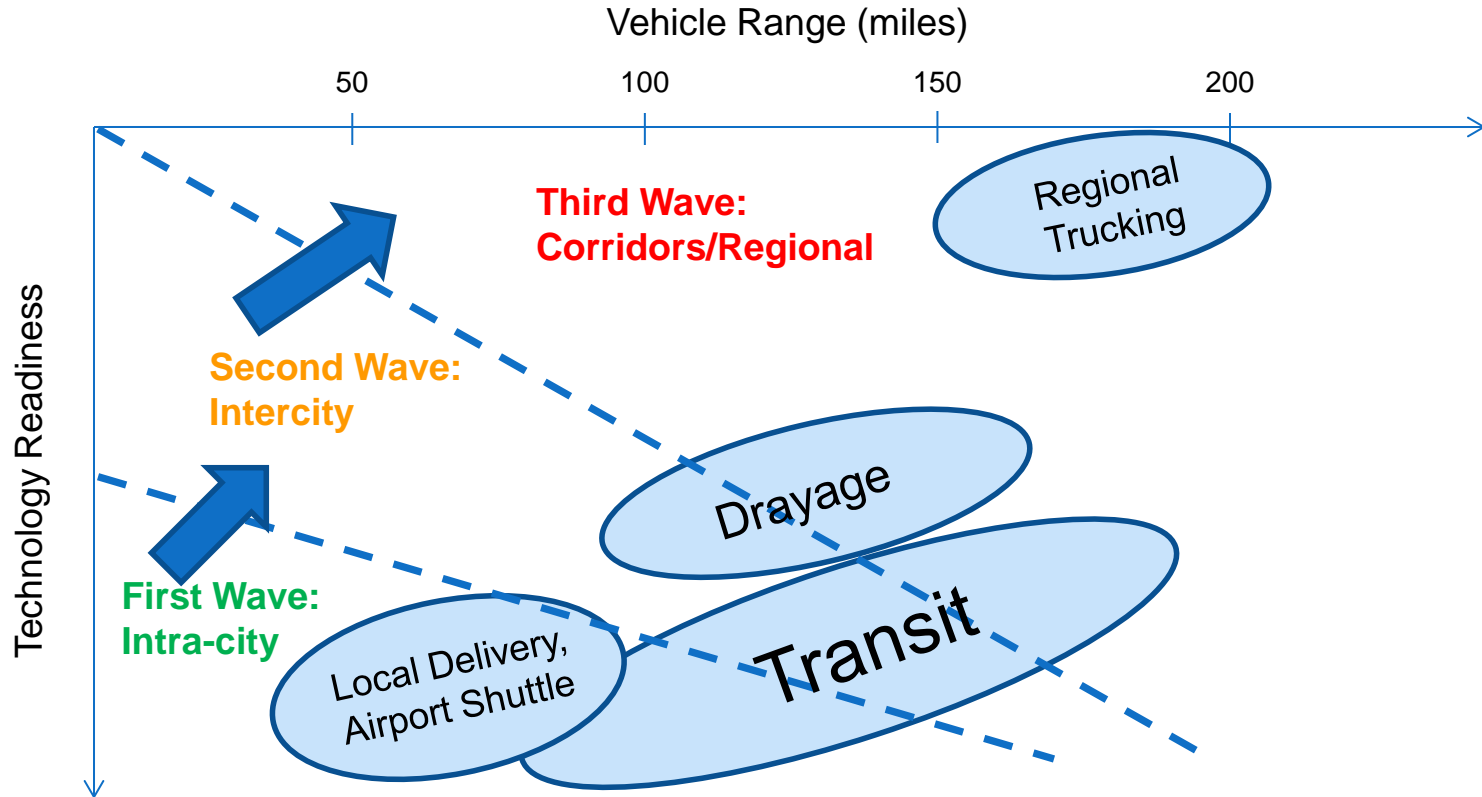 Vehicle Range (miles)
50
100
150
200
Regional
Trucking
Third Wave:
Corridors/Regional
Technology Readiness
Second Wave:
Intercity
Drayage
First Wave:
Intra-city
Transit
Local Delivery,
Airport Shuttle